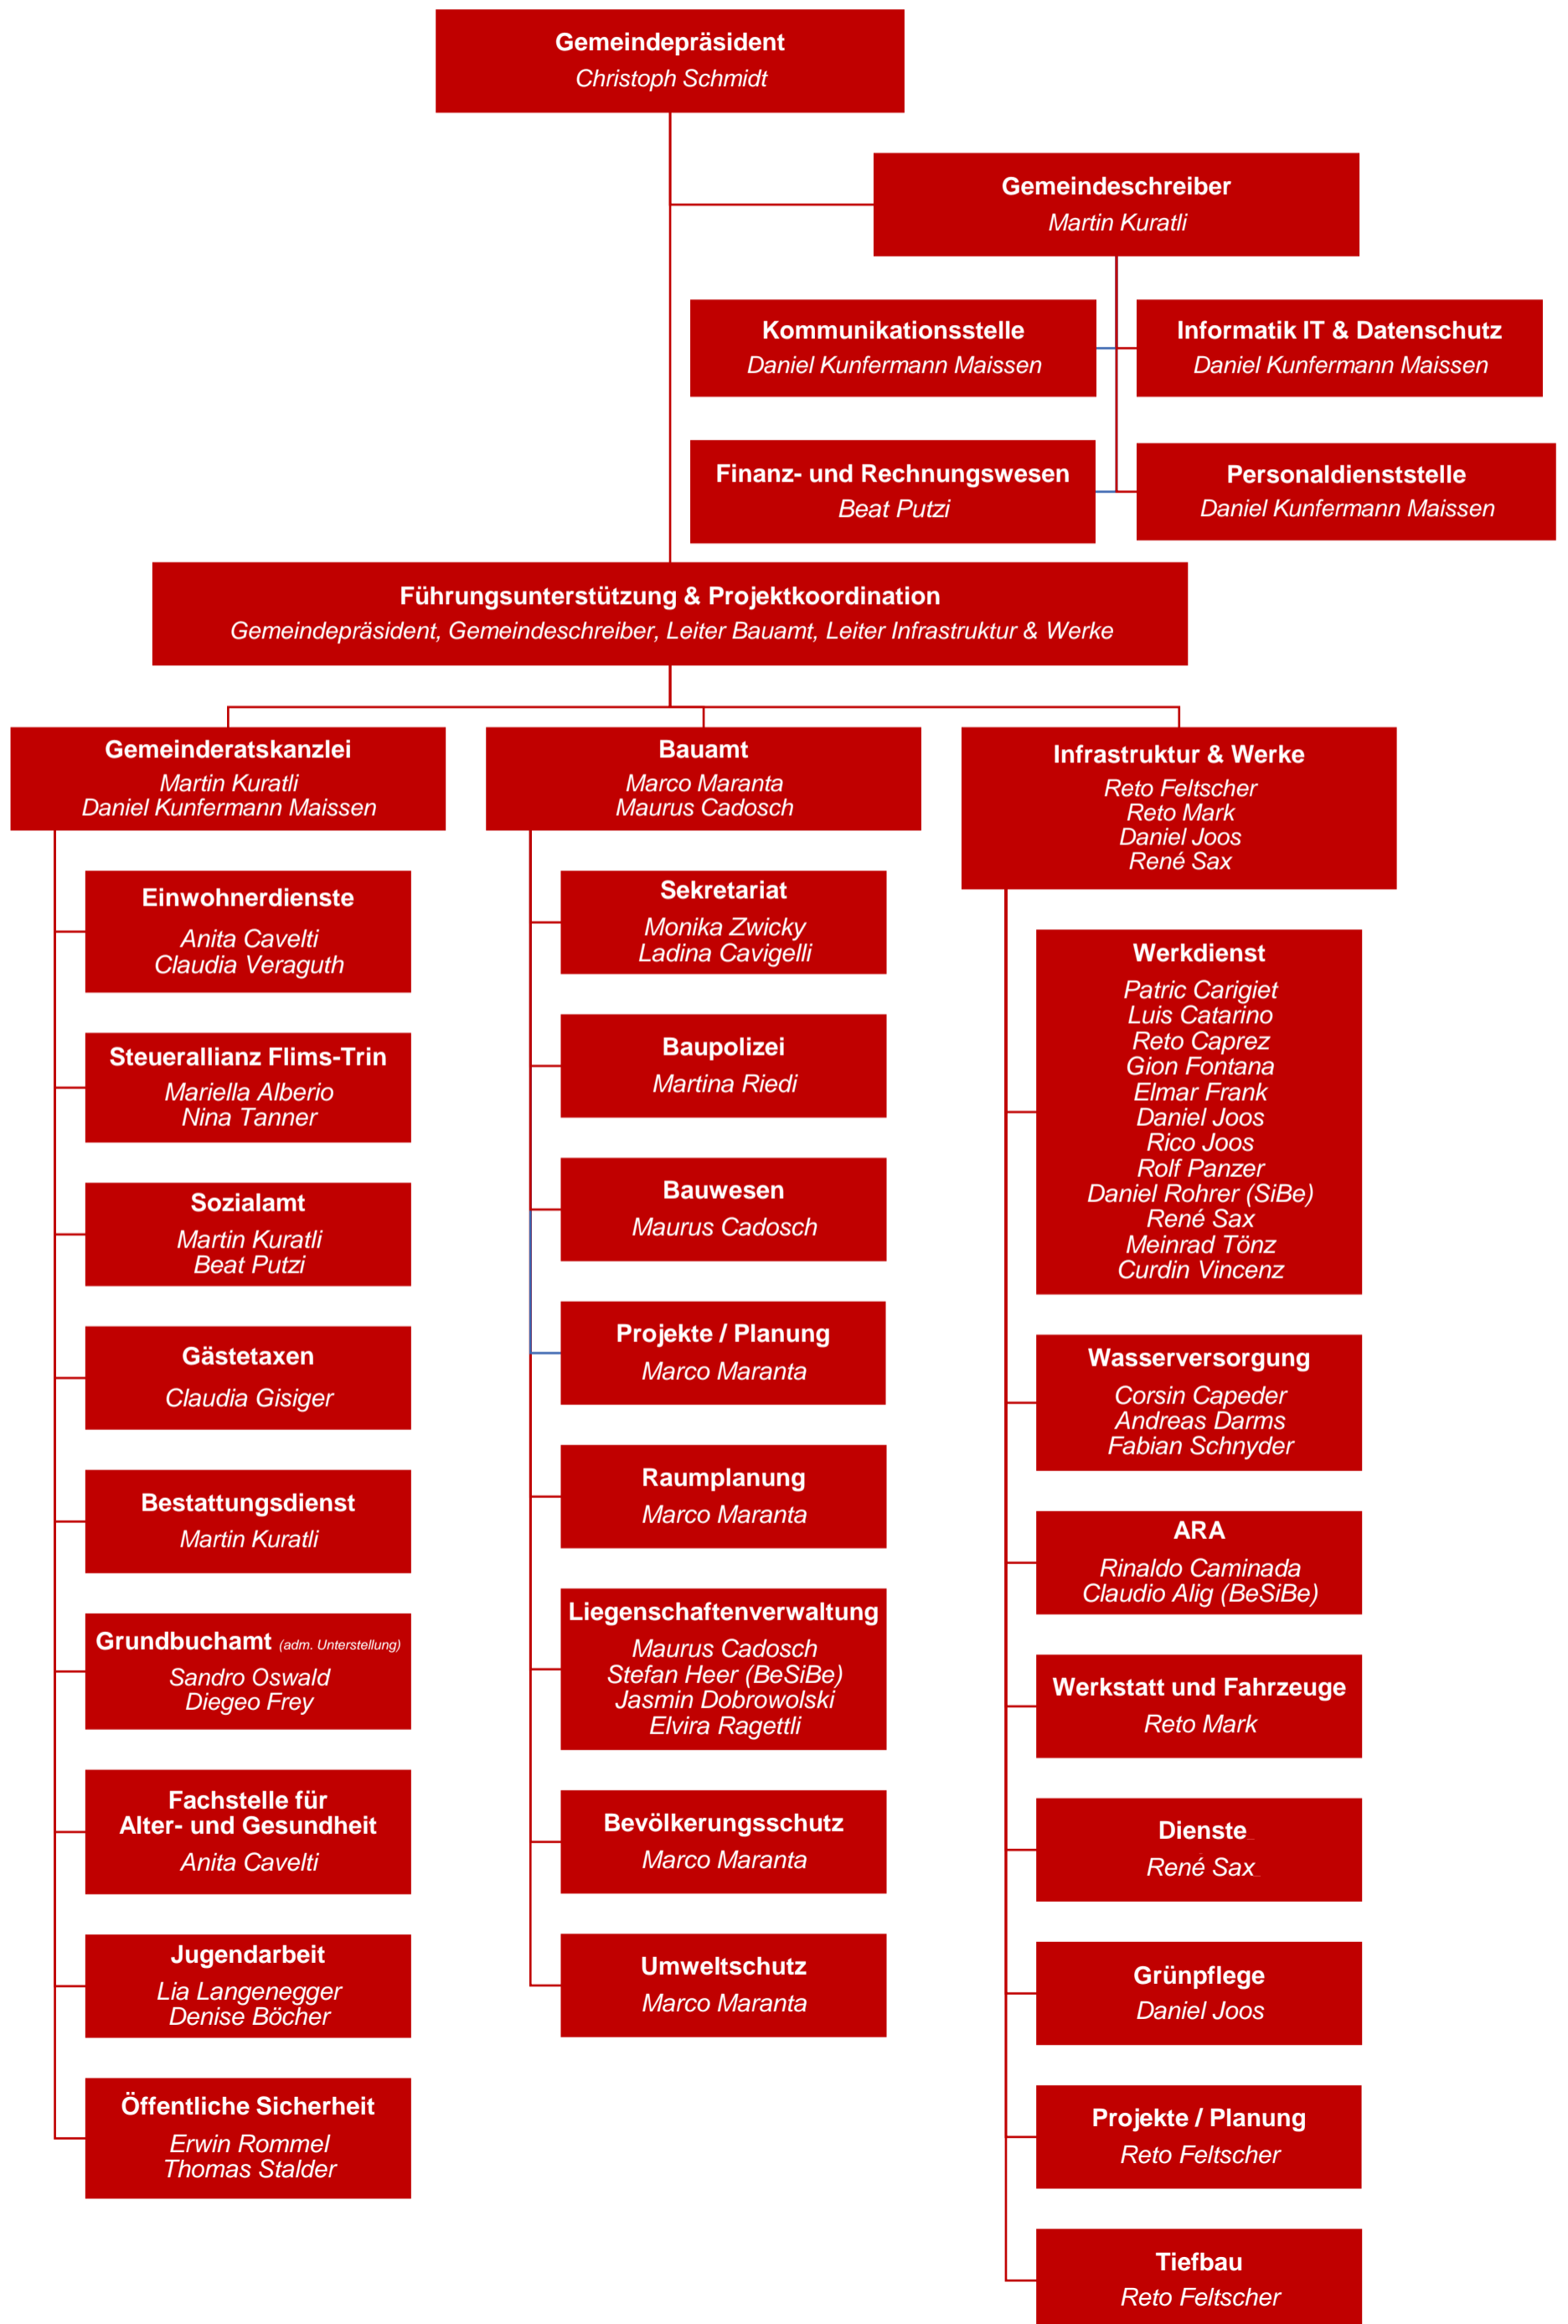 Gemeindepräsident
Christoph Schmidt
Gemeindeschreiber
Martin Kuratli
Kommunikationsstelle
Daniel Kunfermann Maissen
Informatik IT & Datenschutz
Daniel Kunfermann Maissen
Finanz- und Rechnungswesen
Beat Putzi
Personaldienststelle
Daniel Kunfermann Maissen
Führungsunterstützung & Projektkoordination
Gemeindepräsident, Gemeindeschreiber, Leiter Bauamt, Leiter Infrastruktur & Werke
Gemeinderatskanzlei
Martin Kuratli
Daniel Kunfermann Maissen
Einwohnerdienste
Anita Cavelti
Claudia Veraguth
Steuerallianz Flims-Trin
Mariella Alberio
Nina Tanner
Sozialamt
Martin Kuratli
Beat Putzi
Gästetaxen
Claudia Gisiger
Bestattungsdienst
Martin Kuratli
Grundbuchamt (adm. Unterstellung)
Sandro Oswald
Diegeo Frey
Fachstelle für
Alter- und Gesundheit
Anita Cavelti
Jugendarbeit
Lia Langenegger
Denise Böcher
Öffentliche Sicherheit
Erwin Rommel
Thomas Stalder
Bauamt
Marco Maranta
Maurus Cadosch
Sekretariat
Monika Zwicky
Ladina Cavigelli
Baupolizei
Martina Riedi
Bauwesen
Maurus Cadosch
Projekte / Planung
Marco Maranta
Raumplanung
Marco Maranta
Liegenschaftenverwaltung
Maurus Cadosch
Stefan Heer (BeSiBe)
Jasmin Dobrowolski
Elvira Ragettli
Bevölkerungsschutz
Marco Maranta
Umweltschutz
Marco Maranta
Infrastruktur & Werke
Reto Feltscher
Reto Mark
Daniel Joos
René Sax
Werkdienst
Patric Carigiet
Luis Catarino
Reto Caprez
Gion Fontana
Elmar Frank
Daniel Joos
Rico Joos
Rolf Panzer
Daniel Rohrer (SiBe)
René Sax
Meinrad Tönz
Curdin Vincenz
Wasserversorgung
Corsin Capeder
Andreas Darms
Fabian Schnyder
ARA
Rinaldo Caminada
Claudio Alig (BeSiBe)
Werkstatt und Fahrzeuge
Reto Mark
Dienste
René Sax
Grünpflege
Daniel Joos
Projekte / Planung
Reto Feltscher
Tiefbau
Reto Feltscher